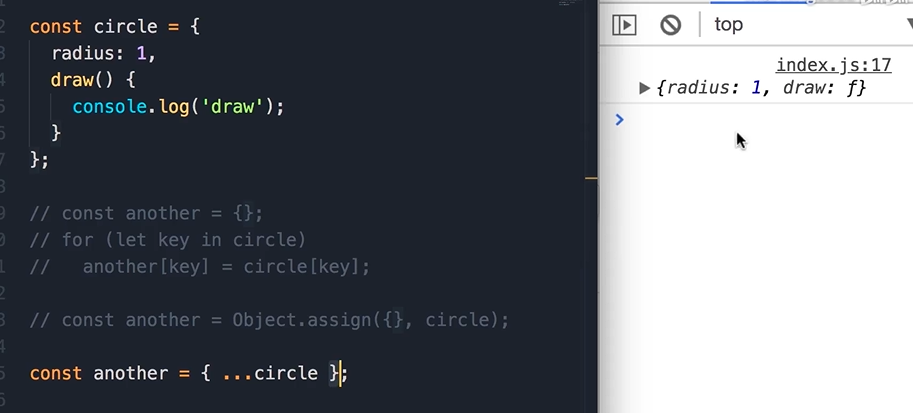 const circle = {
radius: 1,
draw() {
console.log('draw');
}
};
// const another = {};
// for (let key in circle)
//   another[key] = circle[key];
// const another = Object.assign({}, circle);
const another = { ...circle };
top
index.js:17
▶ {radius: 1, draw: ƒ}
>